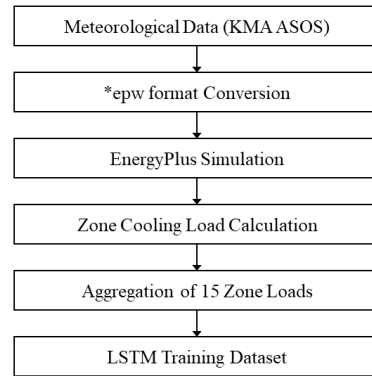 Meteorological Data (KMA ASOS)
*epw format Conversion
EnergyPlus Simulation
Zone Cooling Load Calculation
Aggregation of 15 Zone Loads
LSTM Training Dataset